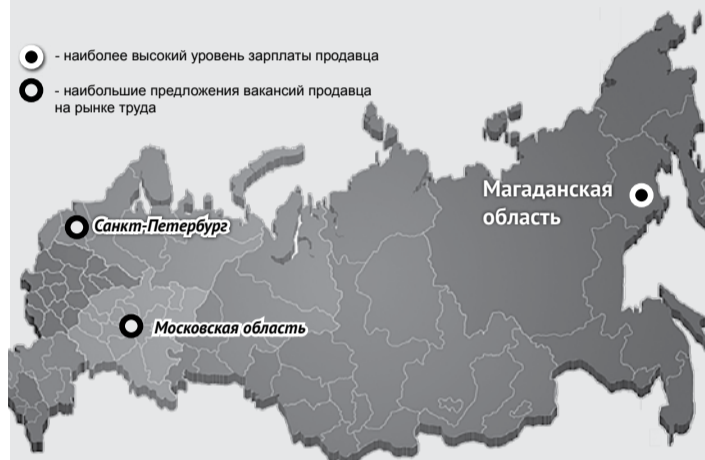 - наиболее высокий уровень зарплаты продавца
- наибольшие предложения вакансий продавца
на рынке труда
Магаданская
область
Санкт-Петербург
Московская область